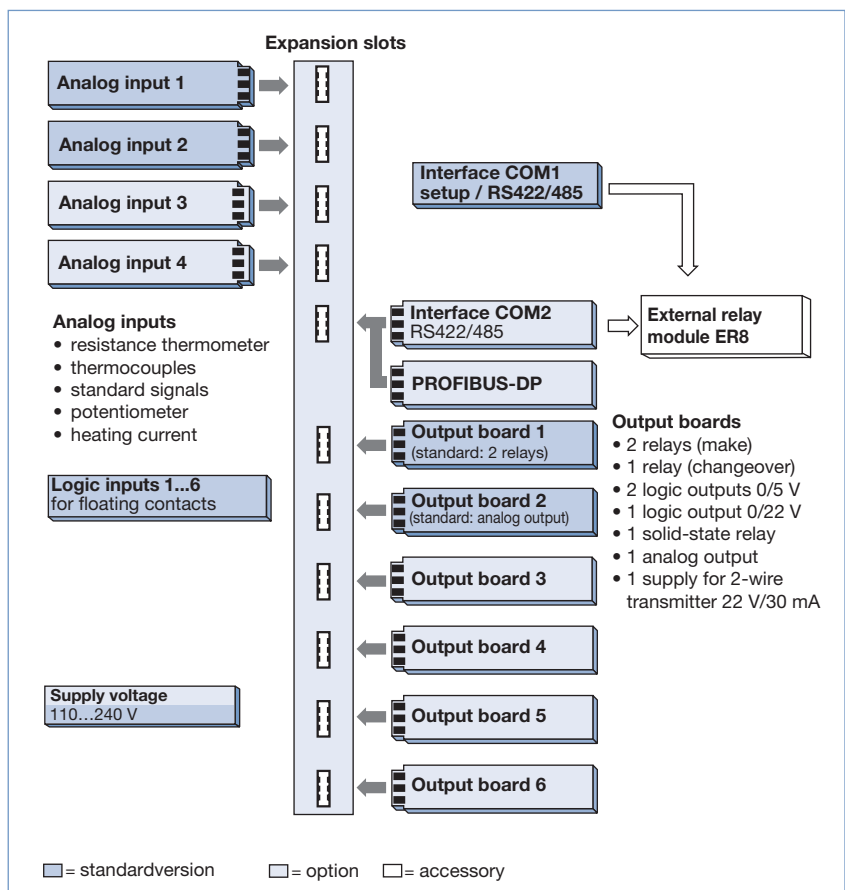 Expansion slots
Analog input 1
Analog input 2
Analog input 3
Analog input 4
Analog inputs
• resistance thermometer
• thermocouples
• standard signals
• potentiometer
• heating current
Logic inputs 1...6
for floating contacts
Supply voltage
110...240 V
Interface COM1
setup / RS422/485
Interface COM2
RS422/485
External relay
module ER8
PROFIBUS-DP
Output board 1
(standard: 2 relays)
Output board 2
(standard: analog output)
Output board 3
Output board 4
Output board 5
Output board 6
Output boards
• 2 relays (make)
• 1 relay (changeover)
• 2 logic outputs 0/5 V
• 1 logic output 0/22 V
• 1 solid-state relay
• 1 analog output
• 1 supply for 2-wire
transmitter 22 V/30 mA
= standardversion
= option
= accessory